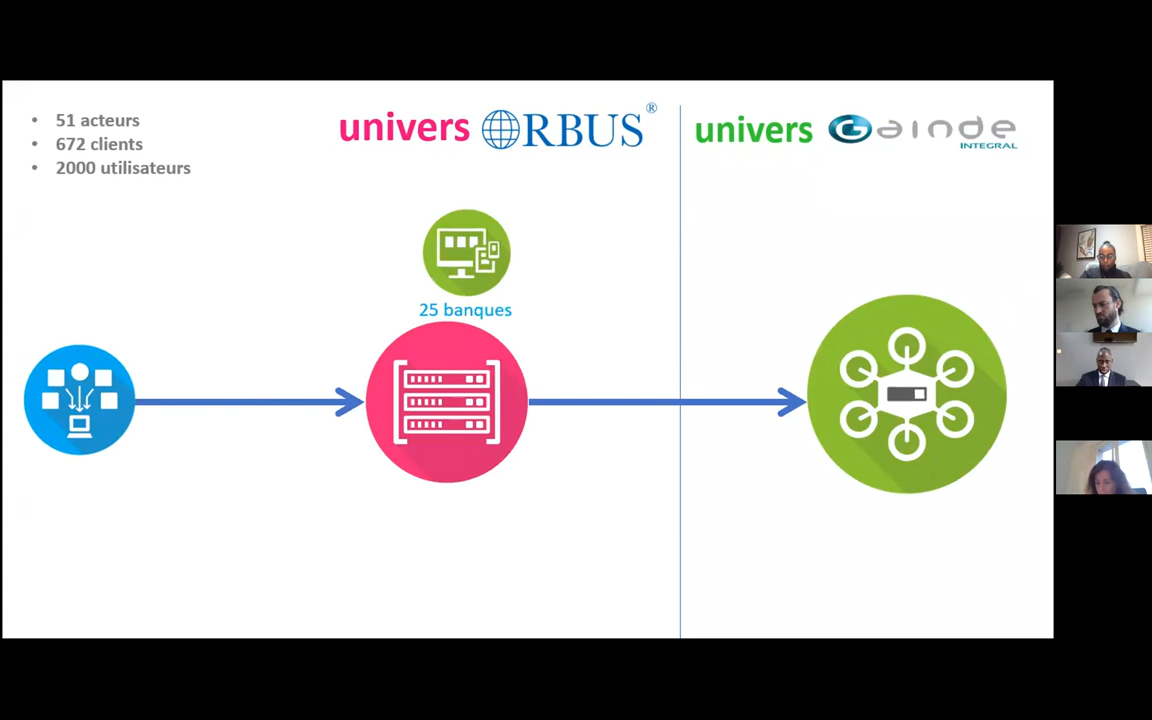 • 51 acteurs
• 672 clients
• 2000 utilisateurs
univers ORBUS®
univers Gainde
INTEGRAL
25 banques